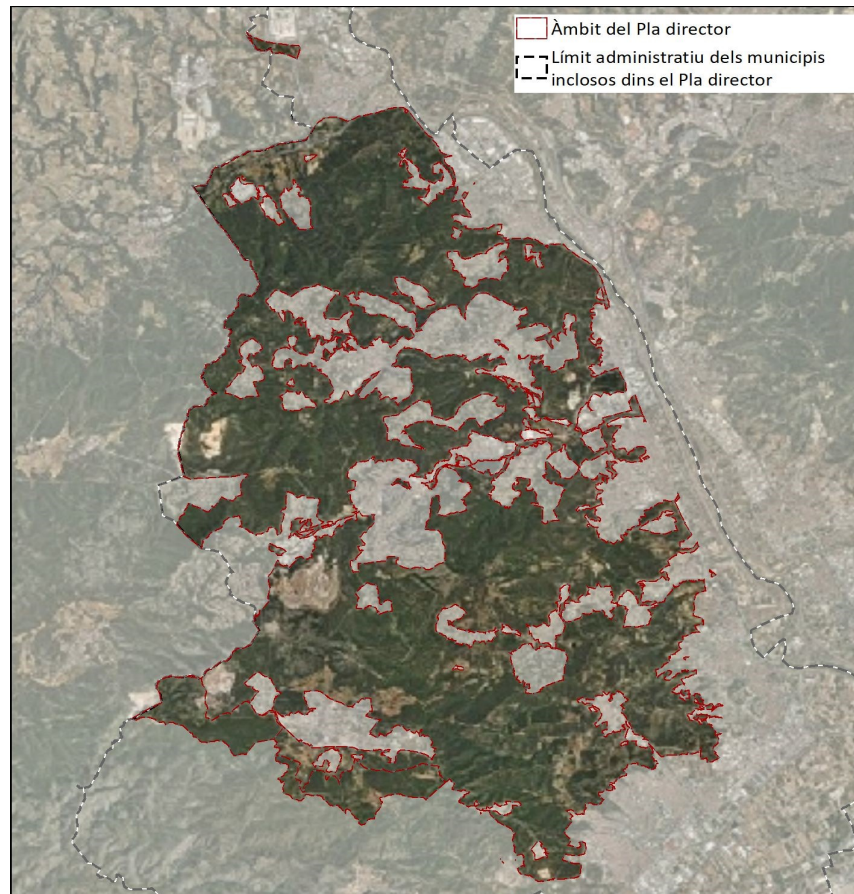 Àmbit del Pla director
Límit administratiu dels municipis
inclosos dins el Pla director